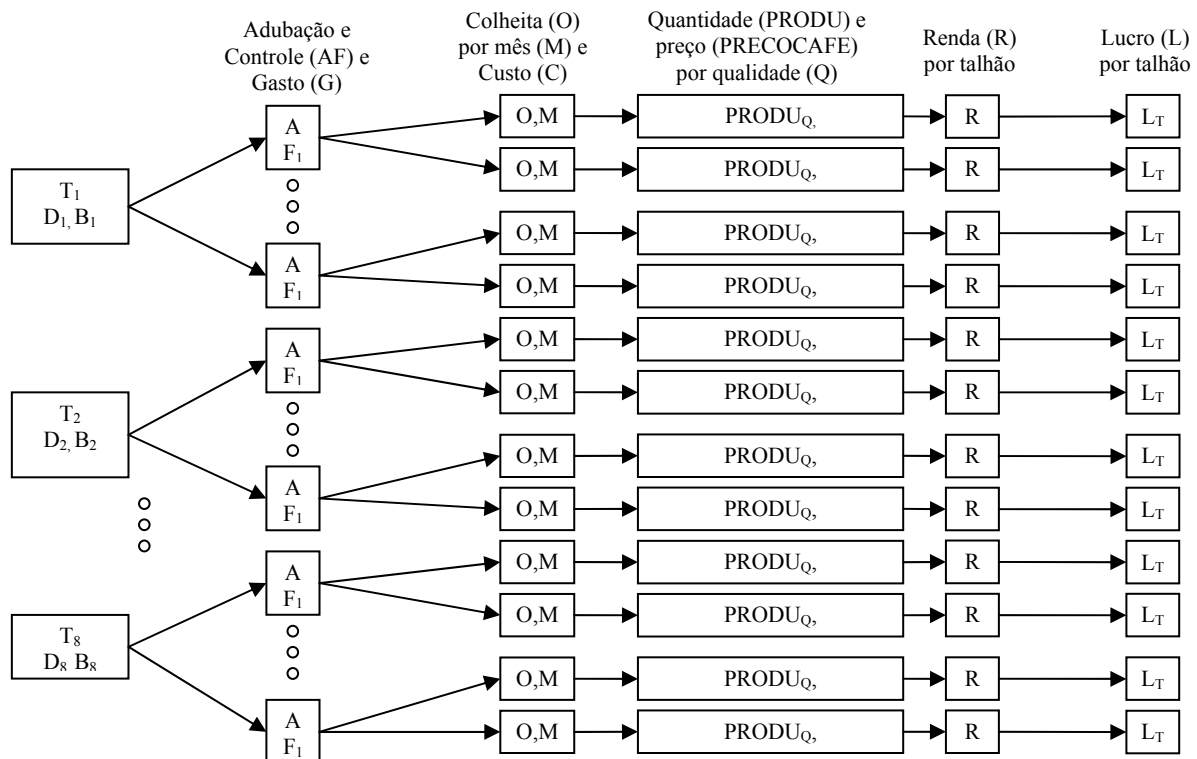 Adubação e
Controle (AF) e
Gasto (G)
Colheita (O)
por mês (M) e
Custo (C)
Quantidade (PRODU) e
preço (PRECOCAFE)
por qualidade (Q)
Renda (R)
por talhão
Lucro (L)
por talhão
T1
D1, B1
A
F1
O,M PRODUQ, R LT
O,M PRODUQ, R LT
A
F1
O,M PRODUQ, R LT
O,M PRODUQ, R LT
T2
D2, B2
A
F1
O,M PRODUQ, R LT
O,M PRODUQ, R LT
A
F1
O,M PRODUQ, R LT
O,M PRODUQ, R LT
T8
D8 B8
A
F1
O,M PRODUQ, R LT
O,M PRODUQ, R LT
A
F1
O,M PRODUQ, R LT
O,M PRODUQ, R LT